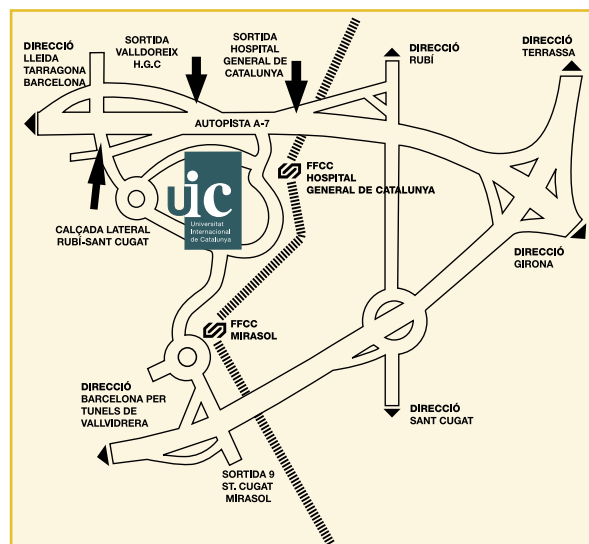 DIRECCIÓ
LLEIDA
TARRAGONA
BARCELONA
SORTIDA
VALLDOREIX
H.G.C
SORTIDA
HOSPITAL
GENERAL DE
CATALUNYA
DIRECCIÓ
RUBÍ
DIRECCIÓ
TERRASSA
AUTOPISTA A-7
FFCC
HOSPITAL
GENERAL DE CATALUNYA
uic
Universitat
Internacional
de Catalunya
CALÇADA LATERAL
RUBÍ-SANT CUGAT
DIRECCIÓ
GIRONA
FFCC
MIRASOL
DIRECCIÓ
BARCELONA PER
TUNELS DE
VALLVIDRERA
DIRECCIÓ
SANT CUGAT
SORTIDA 9
ST. CUGAT
MIRASOL